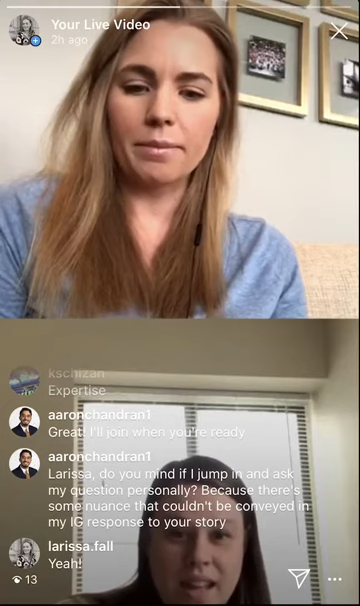 Your Live Video
2h ago
kschizan
Expertise
aaronchandran1
Great! I'll join when you're ready
aaronchandran1
Larissa, do you mind if I jump in and ask
my question personally? Because there's
some nuance that couldn't be conveyed in
my IG response to your story
larissa.fall
Yeah!
13